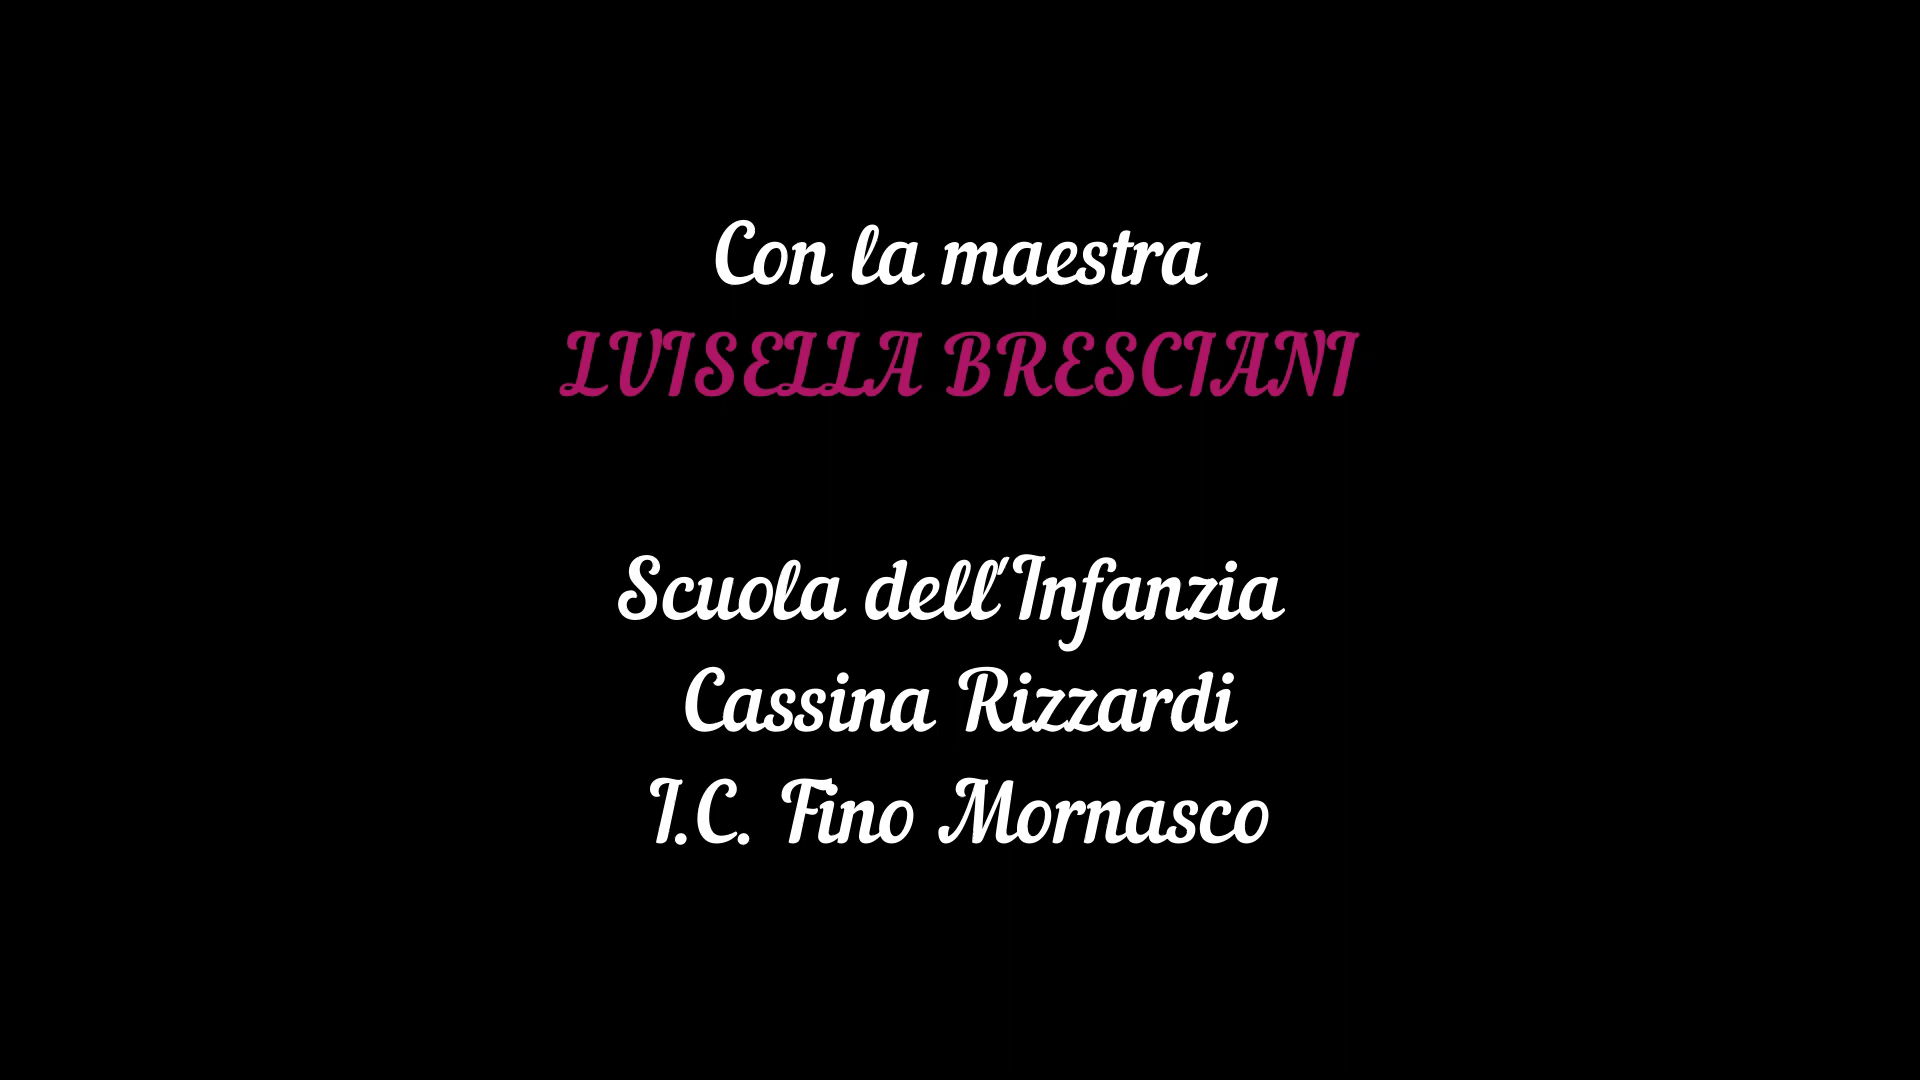 Con la maestra
LUISELLA BRESCIANI
Scuola dell'Infanzia
Cassina Rizzardi
I.C. Fino Mornasco